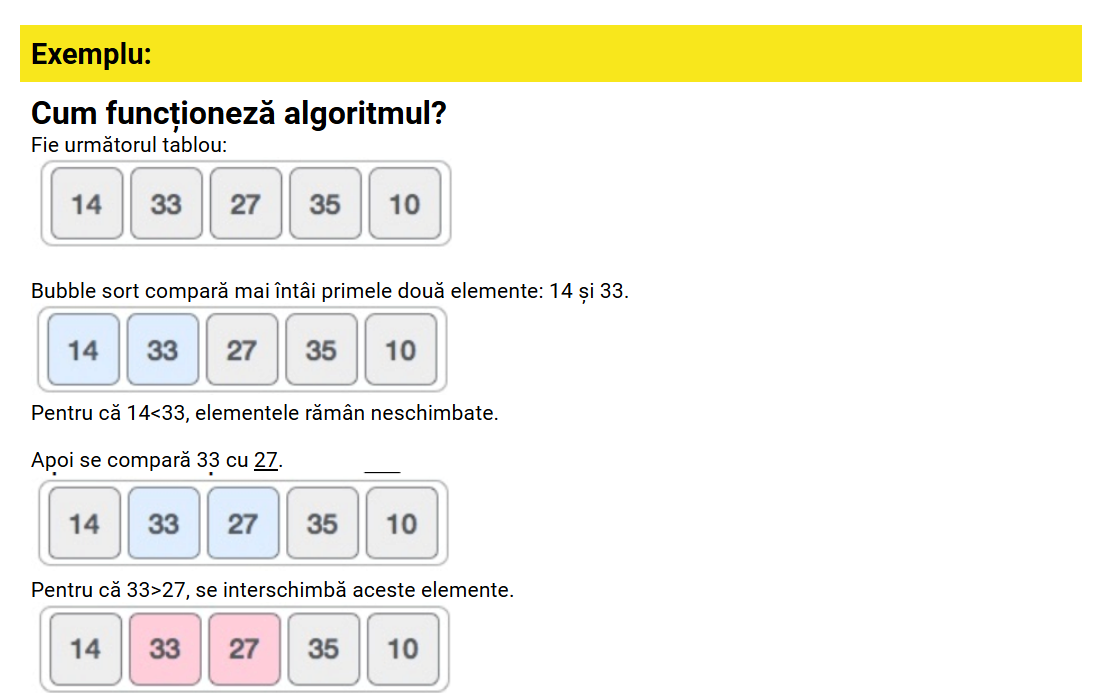 Exemplu:
Cum funcționeză algoritmul?
Fie următorul tablou:
14 33 27 35 10
Bubble sort compară mai întâi primele două elemente: 14 și 33.
14 33 27 35 10
Pentru că 14<33, elementele rămân neschimbate.
Apoi se compară 33 cu 27.
14 33 27 35 10
Pentru că 33>27, se interschimbă aceste elemente.
14 33 27 35 10